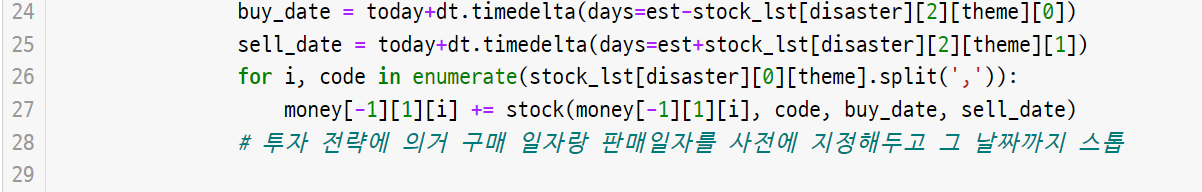 24 buy_date = today+dt.timedelta(days=est-stock_lst[disaster][2][theme][0])
25 sell_date = today+dt.timedelta(days=est+stock_lst[disaster][2][theme][1])
26 for i, code in enumerate(stock_lst[disaster][0][theme].split(',')):
27 money[-1][1][i] += stock(money[-1][1][i], code, buy_date, sell_date)
28 # 투자 전략에 의거 구매 일자랑 판매일자를 사전에 지정해두고 그 날짜까지 스톱
29